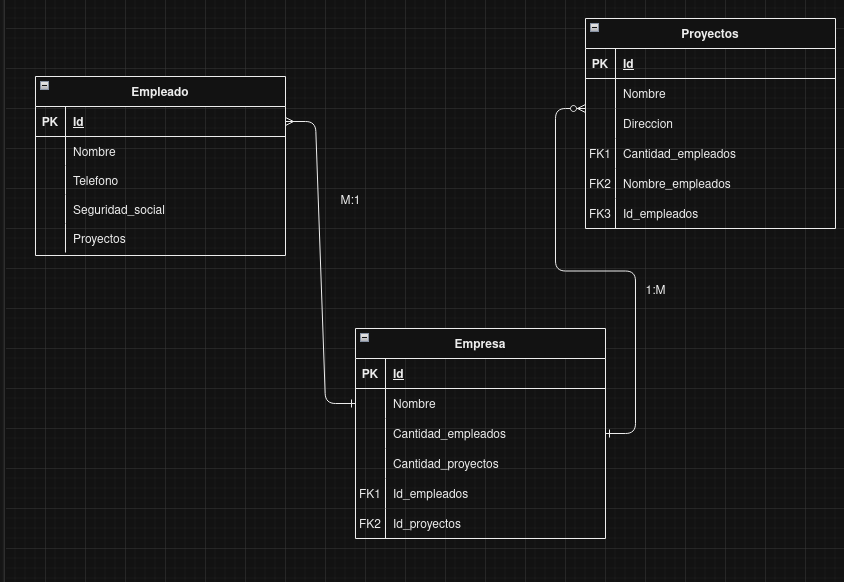 Proyectos
PK Id
Nombre
Direccion
FK1 Cantidad_empleados
FK2 Nombre_empleados
FK3 Id_empleados
Empleado
PK Id
Nombre
Telefono
Seguridad_social
Proyectos
M:1
1:M
Empresa
PK Id
Nombre
Cantidad_empleados
Cantidad_proyectos
FK1 Id_empleados
FK2 Id_proyectos